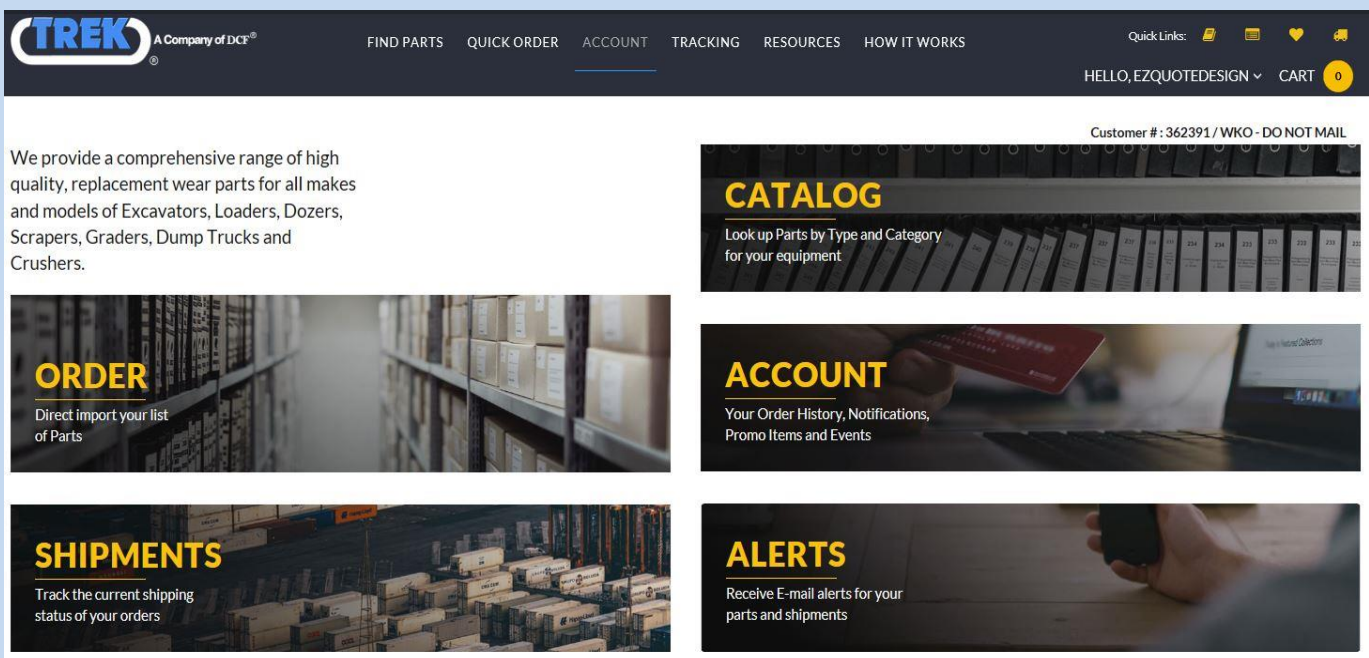 TREK
A Company of DCF®
®
FIND PARTS
QUICK ORDER
ACCOUNT
TRACKING
RESOURCES
HOW IT WORKS
Quick Links:
HELLO, EZQUOTEDESIGN
CART 0
Customer # : 362391 / WKO - DO NOT MAIL
We provide a comprehensive range of high
quality, replacement wear parts for all makes
and models of Excavators, Loaders, Dozers,
Scrapers, Graders, Dump Trucks and
Crushers.
CATALOG
Look up Parts by Type and Category
for your equipment
ORDER
Direct import your list
of Parts
ACCOUNT
Your Order History, Notifications,
Promo Items and Events
SHIPMENTS
Track the current shipping
status of your orders
ALERTS
Receive E-mail alerts for your
parts and shipments